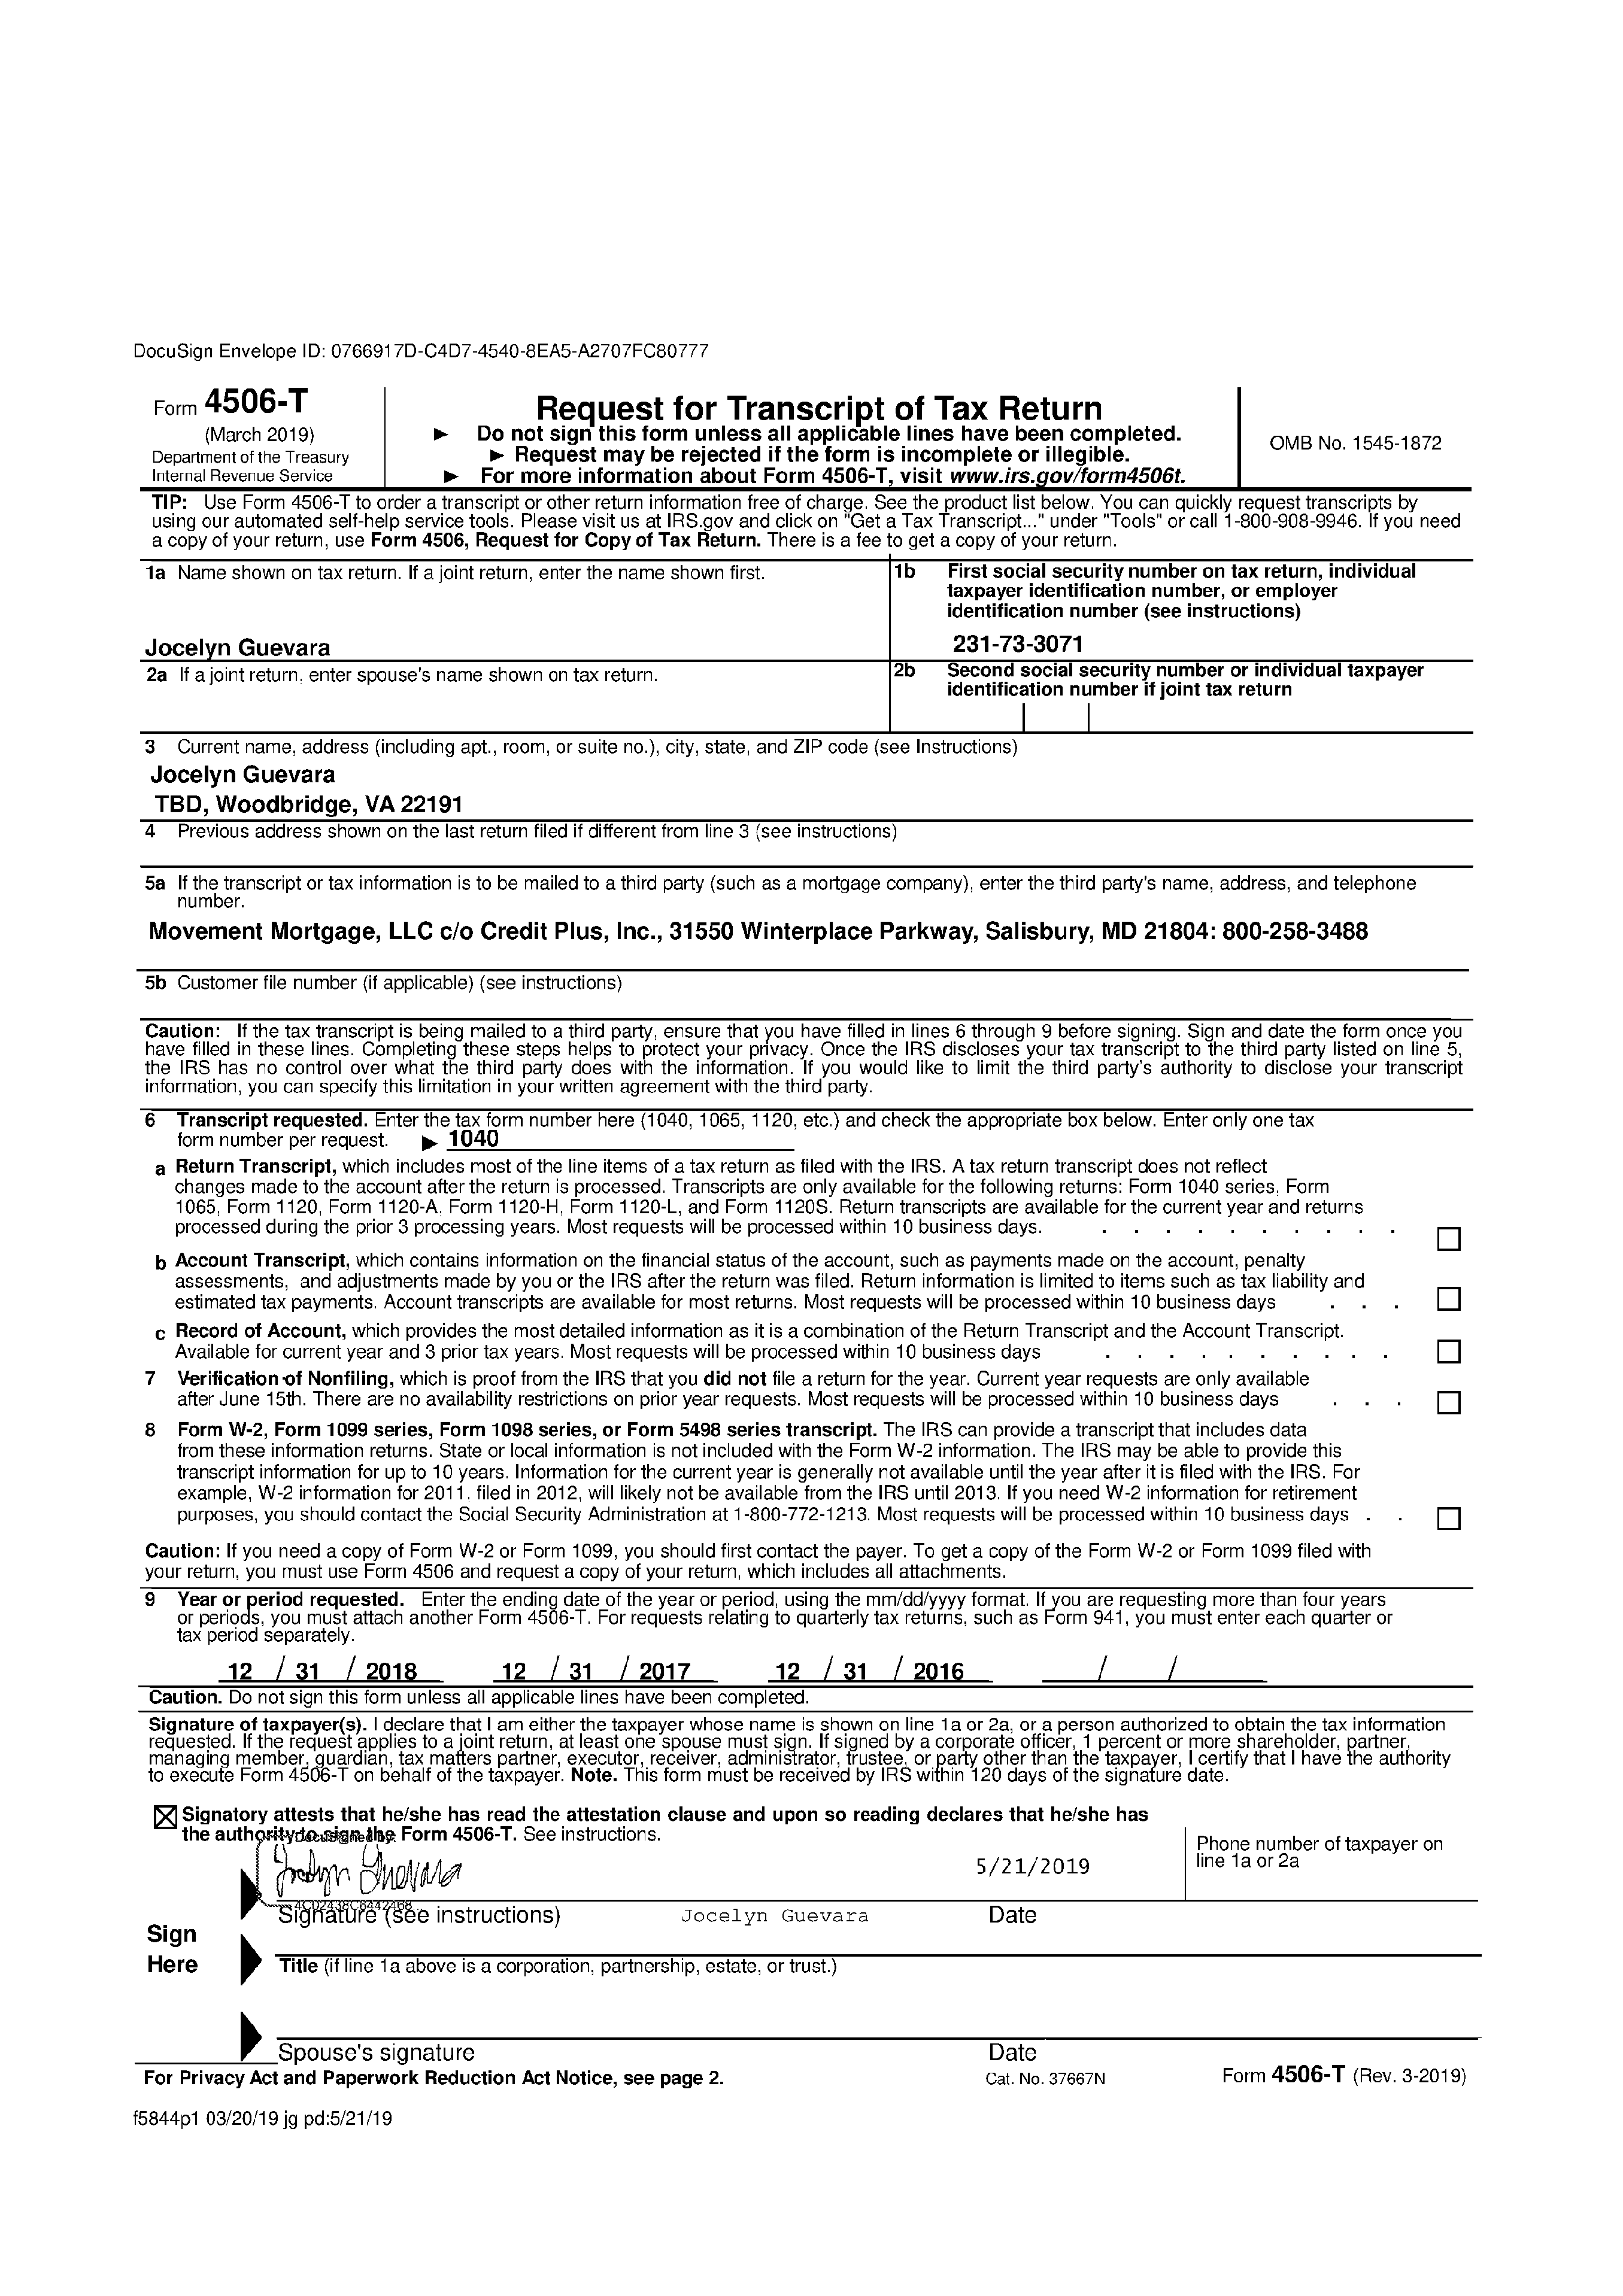 DocuSign Envelope ID: 0766917D-C4D7-4540-8EA5-A2707FC80777
Form 4506-T
(March 2019)
Department of the Treasury
Internal Revenue Service
Request for Transcript of Tax Return
► Do not sign this form unless all applicable lines have been completed.
► Request may be rejected if the form is incomplete or illegible.
► For more information about Form 4506-T, visit www.irs.gov/form4506t.
OMB No. 1545-1872
TIP: Use Form 4506-T to order a transcript or other return information free of charge. See the product list below. You can quickly request transcripts by
using our automated self-help service tools. Please visit us at IRS.gov and click on "Get a Tax Transcript..." under "Tools" or call 1-800-908-9946. If you need
a copy of your return, use Form 4506, Request for Copy of Tax Return. There is a fee to get a copy of your return.
1a Name shown on tax return. If a joint return, enter the name shown first.
Jocelyn Guevara
1b First social security number on tax return, individual
taxpayer identification number, or employer
identification number (see instructions)
231-73-3071
2a If a joint return, enter spouse's name shown on tax return.
2b Second social security number or individual taxpayer
identification number if joint tax return
3 Current name, address (including apt., room, or suite no.), city, state, and ZIP code (see Instructions)
Jocelyn Guevara
TBD, Woodbridge, VA 22191
4 Previous address shown on the last return filed if different from line 3 (see instructions)
5a If the transcript or tax information is to be mailed to a third party (such as a mortgage company), enter the third party's name, address, and telephone
number.
Movement Mortgage, LLC c/o Credit Plus, Inc., 31550 Winterplace Parkway, Salisbury, MD 21804: 800-258-3488
5b Customer file number (if applicable) (see instructions)
Caution: If the tax transcript is being mailed to a third party, ensure that you have filled in lines 6 through 9 before signing. Sign and date the form once you
have filled in these lines. Completing these steps helps to protect your privacy. Once the IRS discloses your tax transcript to the third party listed on line 5,
the IRS has no control over what the third party does with the information. If you would like to limit the third party's authority to disclose your transcript
information, you can specify this limitation in your written agreement with the third party.
6 Transcript requested. Enter the tax form number here (1040, 1065, 1120, etc.) and check the appropriate box below. Enter only one tax
form number per request. ► 1040
a Return Transcript, which includes most of the line items of a tax return as filed with the IRS. A tax return transcript does not reflect
changes made to the account after the return is processed. Transcripts are only available for the following returns: Form 1040 series, Form
1065, Form 1120, Form 1120-A, Form 1120-H, Form 1120-L, and Form 1120S. Return transcripts are available for the current year and returns
processed during the prior 3 processing years. Most requests will be processed within 10 business days. . . . . . . . . . .
b Account Transcript, which contains information on the financial status of the account, such as payments made on the account, penalty
assessments, and adjustments made by you or the IRS after the return was filed. Return information is limited to items such as tax liability and
estimated tax payments. Account transcripts are available for most returns. Most requests will be processed within 10 business days . . .
c Record of Account, which provides the most detailed information as it is a combination of the Return Transcript and the Account Transcript.
Available for current year and 3 prior tax years. Most requests will be processed within 10 business days . . . . . . . . . .
7 Verification of Nonfiling, which is proof from the IRS that you did not file a return for the year. Current year requests are only available
after June 15th. There are no availability restrictions on prior year requests. Most requests will be processed within 10 business days . . .
8 Form W-2, Form 1099 series, Form 1098 series, or Form 5498 series transcript. The IRS can provide a transcript that includes data
from these information returns. State or local information is not included with the Form W-2 information. The IRS may be able to provide this
transcript information for up to 10 years. Information for the current year is generally not available until the year after it is filed with the IRS. For
example, W-2 information for 2011. filed in 2012, will likely not be available from the IRS until 2013. If you need W-2 information for retirement
purposes, you should contact the Social Security Administration at 1-800-772-1213. Most requests will be processed within 10 business days . .
Caution: If you need a copy of Form W-2 or Form 1099, you should first contact the payer. To get a copy of the Form W-2 or Form 1099 filed with
your return, you must use Form 4506 and request a copy of your return, which includes all attachments.
9 Year or period requested. Enter the ending date of the year or period, using the mm/dd/yyyy format. If you are requesting more than four years
or periods, you must attach another Form 4506-T. For requests relating to quarterly tax returns, such as Form 941, you must enter each quarter or
tax period separately.
12 / 31 / 2018 12 / 31 / 2017 12 / 31 / 2016 / /
Caution. Do not sign this form unless all applicable lines have been completed.
Signature of taxpayer(s). I declare that I am either the taxpayer whose name is shown on line 1a or 2a, or a person authorized to obtain the tax information
requested. If the request applies to a joint return, at least one spouse must sign. If signed by a corporate officer, 1 percent or more shareholder, partner,
managing member, guardian, tax matters partner, executor, receiver, administrator, trustee, or party other than the taxpayer, I certify that I have the authority
to execute Form 4506-T on behalf of the taxpayer. Note. This form must be received by IRS within 120 days of the signature date.
Signatory attests that he/she has read the attestation clause and upon so reading declares that he/she has
the authority to sign the Form 4506-T. See instructions.
DocuSigned by:
Jocelyn Guevara
5/21/2019
Phone number of taxpayer on
line 1a or 2a
4CD2438C6442468...
Signature (see instructions) Jocelyn Guevara Date
Sign
Here
Title (if line 1a above is a corporation, partnership, estate, or trust.)
Spouse's signature Date
For Privacy Act and Paperwork Reduction Act Notice, see page 2. Cat. No. 37667N Form 4506-T (Rev. 3-2019)
f5844p1 03/20/19 jg pd:5/21/19